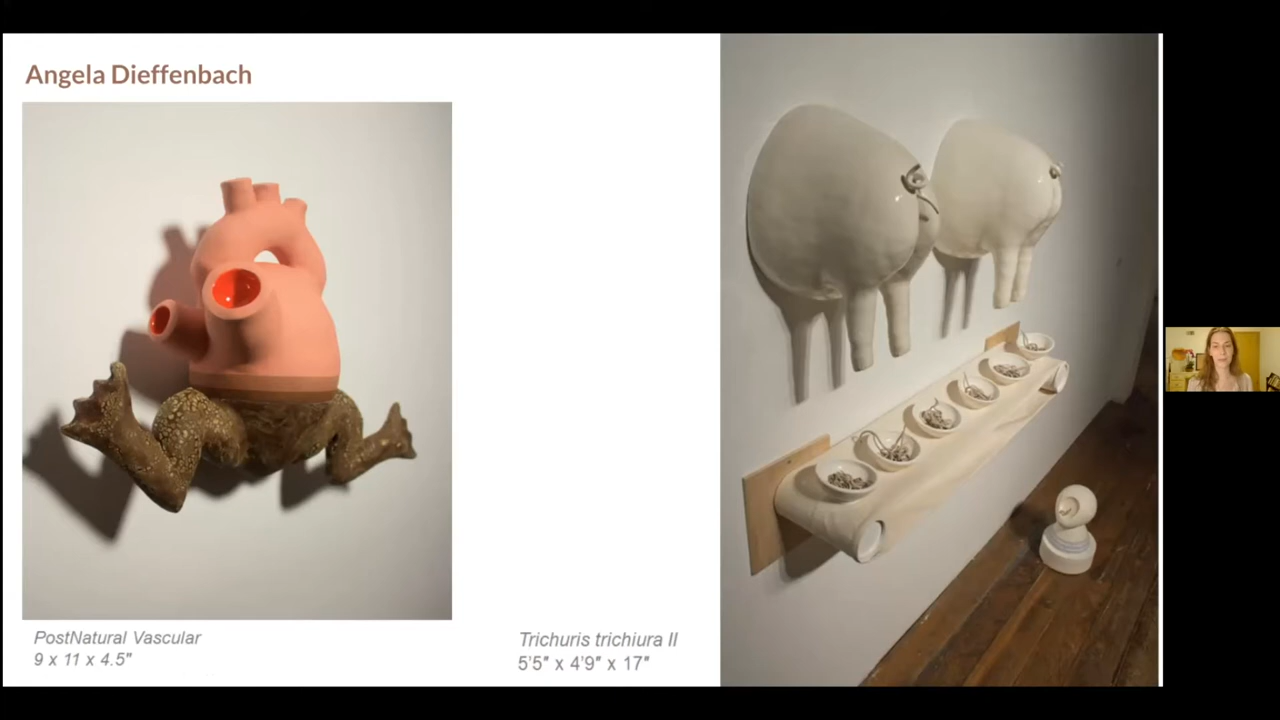 Angela Dieffenbach
PostNatural Vascular
9 x 11 x 4.5"
Trichuris trichiura II
5'5" x 4'9" x 17"